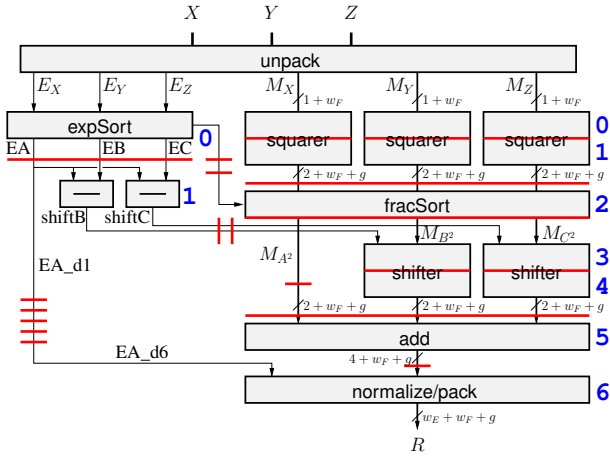 X Y Z
unpack
E_X E_Y E_Z M_X M_Y M_Z
1 + w_F 1 + w_F 1 + w_F
expSort 0 squarer squarer squarer 0
EA EB EC 1
2 + w_F + g 2 + w_F + g 2 + w_F + g
1
shiftB shiftC fracSort 2
M_{A^2} M_{B^2} M_{C^2}
EA_d1 shifter shifter 3
4
2 + w_F + g 2 + w_F + g 2 + w_F + g
add 5
EA_d6 4 + w_F + g
normalize/pack 6
w_E + w_F + g
R